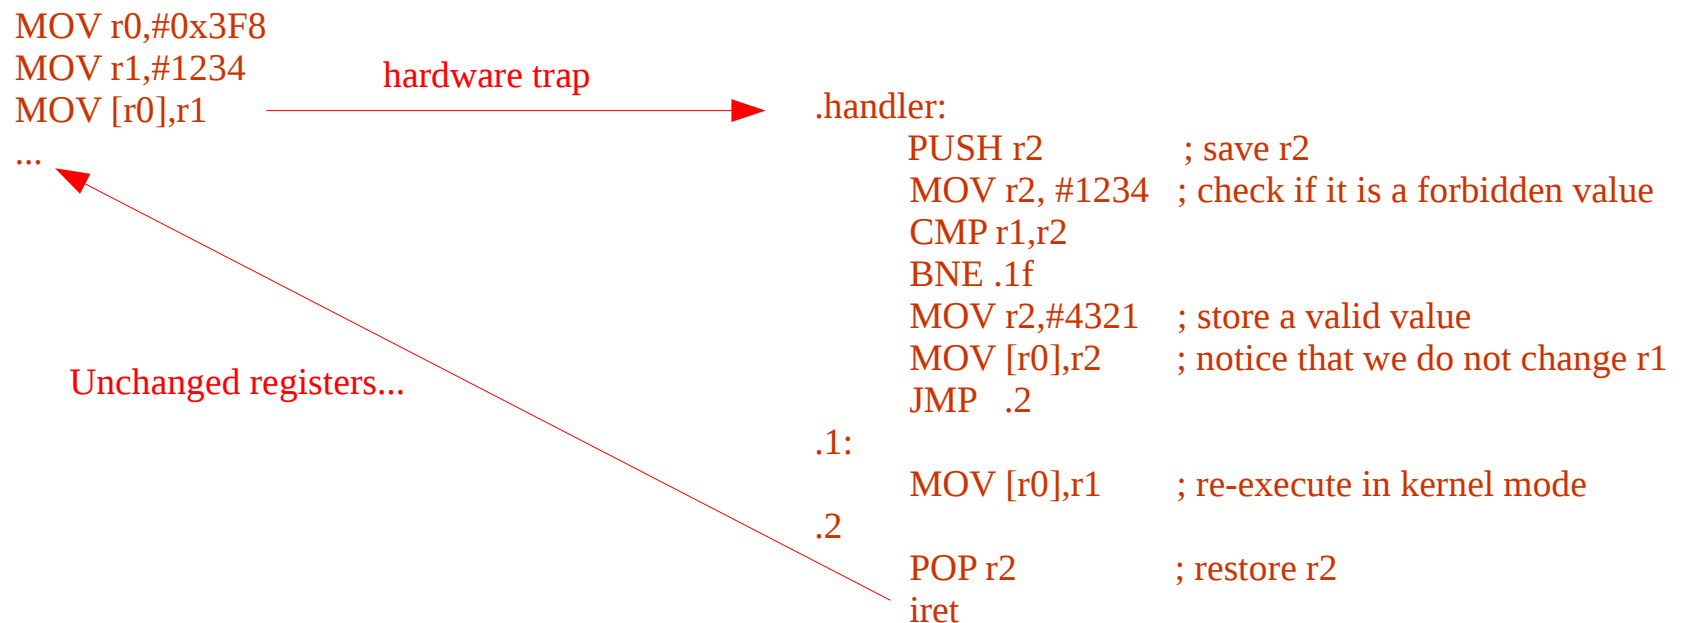 MOV r0,#0x3F8
MOV r1,#1234
MOV [r0],r1
...
hardware trap
Unchanged registers...
.handler:
PUSH r2 ; save r2
MOV r2, #1234 ; check if it is a forbidden value
CMP r1,r2
BNE .1f
MOV r2,#4321 ; store a valid value
MOV [r0],r2 ; notice that we do not change r1
JMP .2
.1:
MOV [r0],r1 ; re-execute in kernel mode
.2
POP r2 ; restore r2
iret